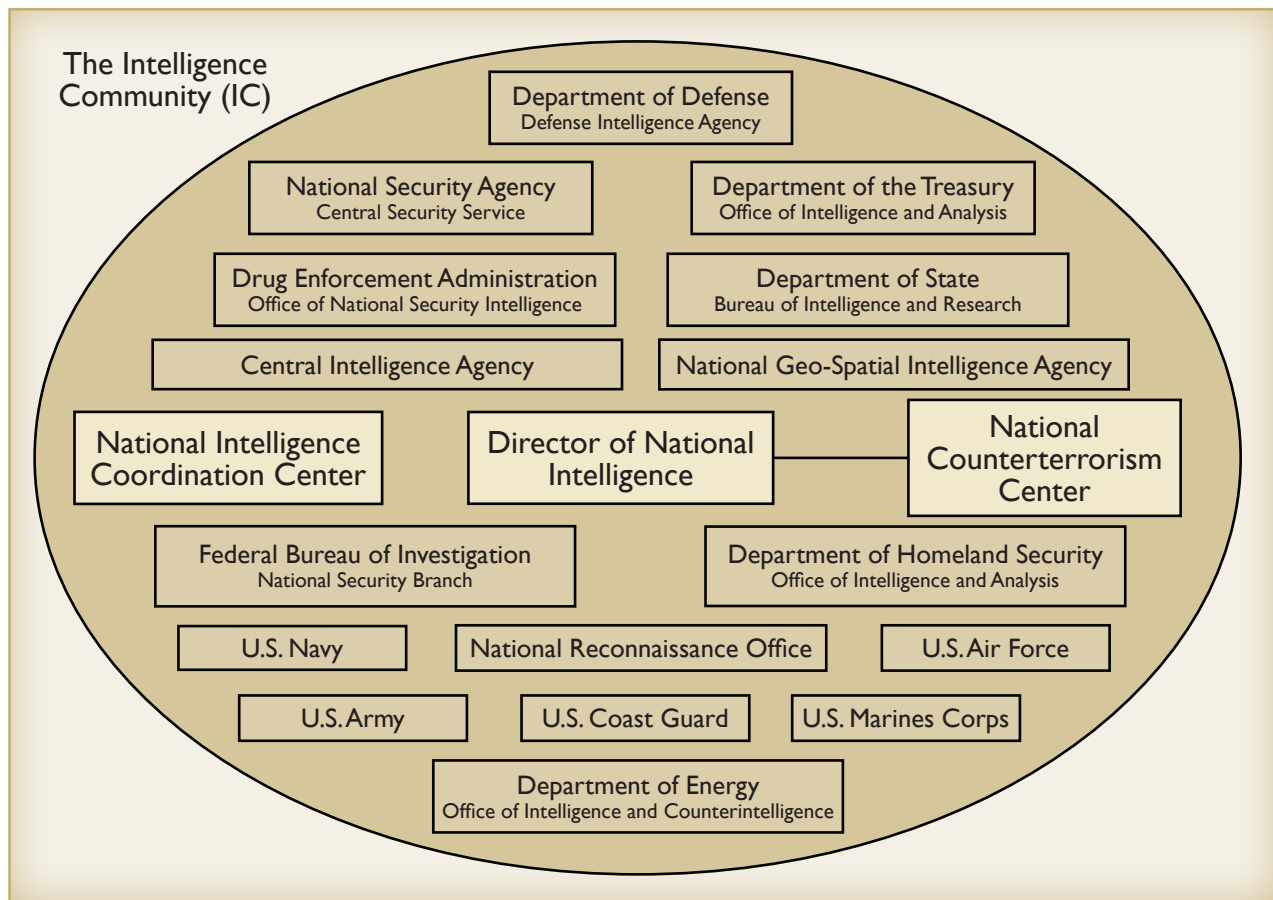 The Intelligence
Community (IC)
Department of Defense
Defense Intelligence Agency
National Security Agency
Central Security Service
Department of the Treasury
Office of Intelligence and Analysis
Drug Enforcement Administration
Office of National Security Intelligence
Department of State
Bureau of Intelligence and Research
Central Intelligence Agency
National Geo-Spatial Intelligence Agency
National Intelligence
Coordination Center
Director of National
Intelligence
National
Counterterrorism
Center
Federal Bureau of Investigation
National Security Branch
Department of Homeland Security
Office of Intelligence and Analysis
U.S. Navy
National Reconnaissance Office
U.S. Air Force
U.S. Army
U.S. Coast Guard
U.S. Marines Corps
Department of Energy
Office of Intelligence and Counterintelligence